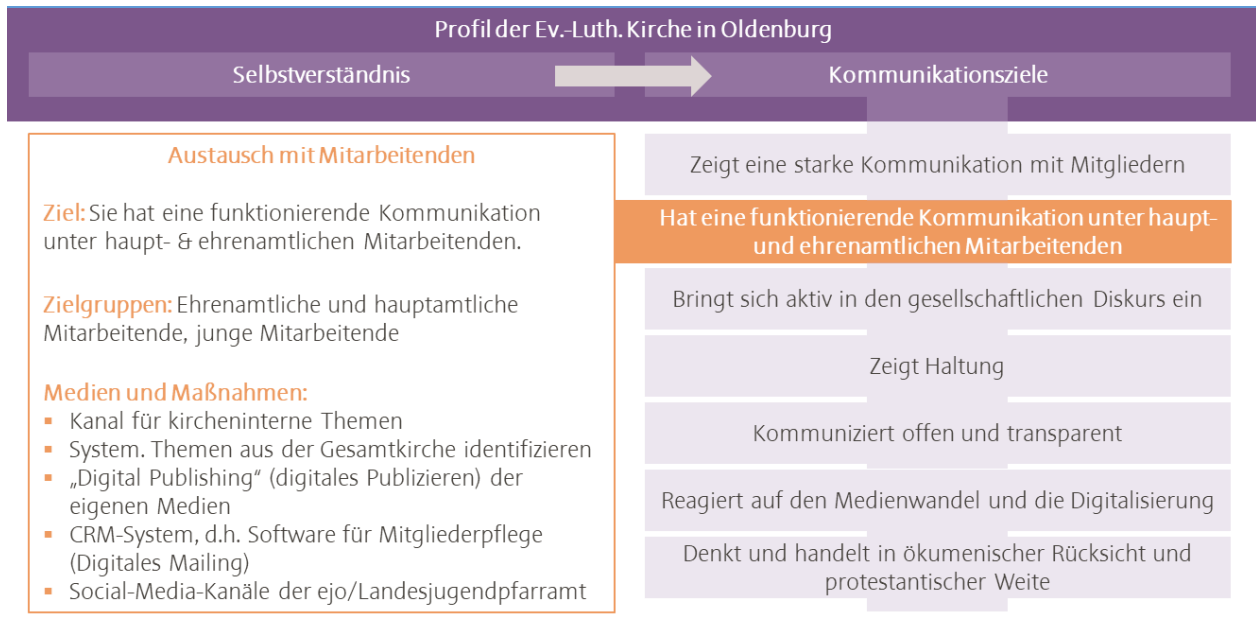 Profil der Ev.-Luth. Kirche in Oldenburg
Selbstverständnis
Kommunikationsziele
Austausch mit Mitarbeitenden
Ziel: Sie hat eine funktionierende Kommunikation
unter haupt- & ehrenamtlichen Mitarbeitenden.
Zielgruppen: Ehrenamtliche und hauptamtliche
Mitarbeitende, junge Mitarbeitende
Medien und Maßnahmen:
▪ Kanal für kircheninterne Themen
▪ System. Themen aus der Gesamtkirche identifizieren
▪ „Digital Publishing“ (digitales Publizieren) der
eigenen Medien
▪ CRM-System, d.h. Software für Mitgliederpflege
(Digitales Mailing)
▪ Social-Media-Kanäle der ejo/Landesjugendpfarramt
Zeigt eine starke Kommunikation mit Mitgliedern
Hat eine funktionierende Kommunikation unter haupt-
und ehrenamtlichen Mitarbeitenden
Bringt sich aktiv in den gesellschaftlichen Diskurs ein
Zeigt Haltung
Kommuniziert offen und transparent
Reagiert auf den Medienwandel und die Digitalisierung
Denkt und handelt in ökumenischer Rücksicht und
protestantischer Weite